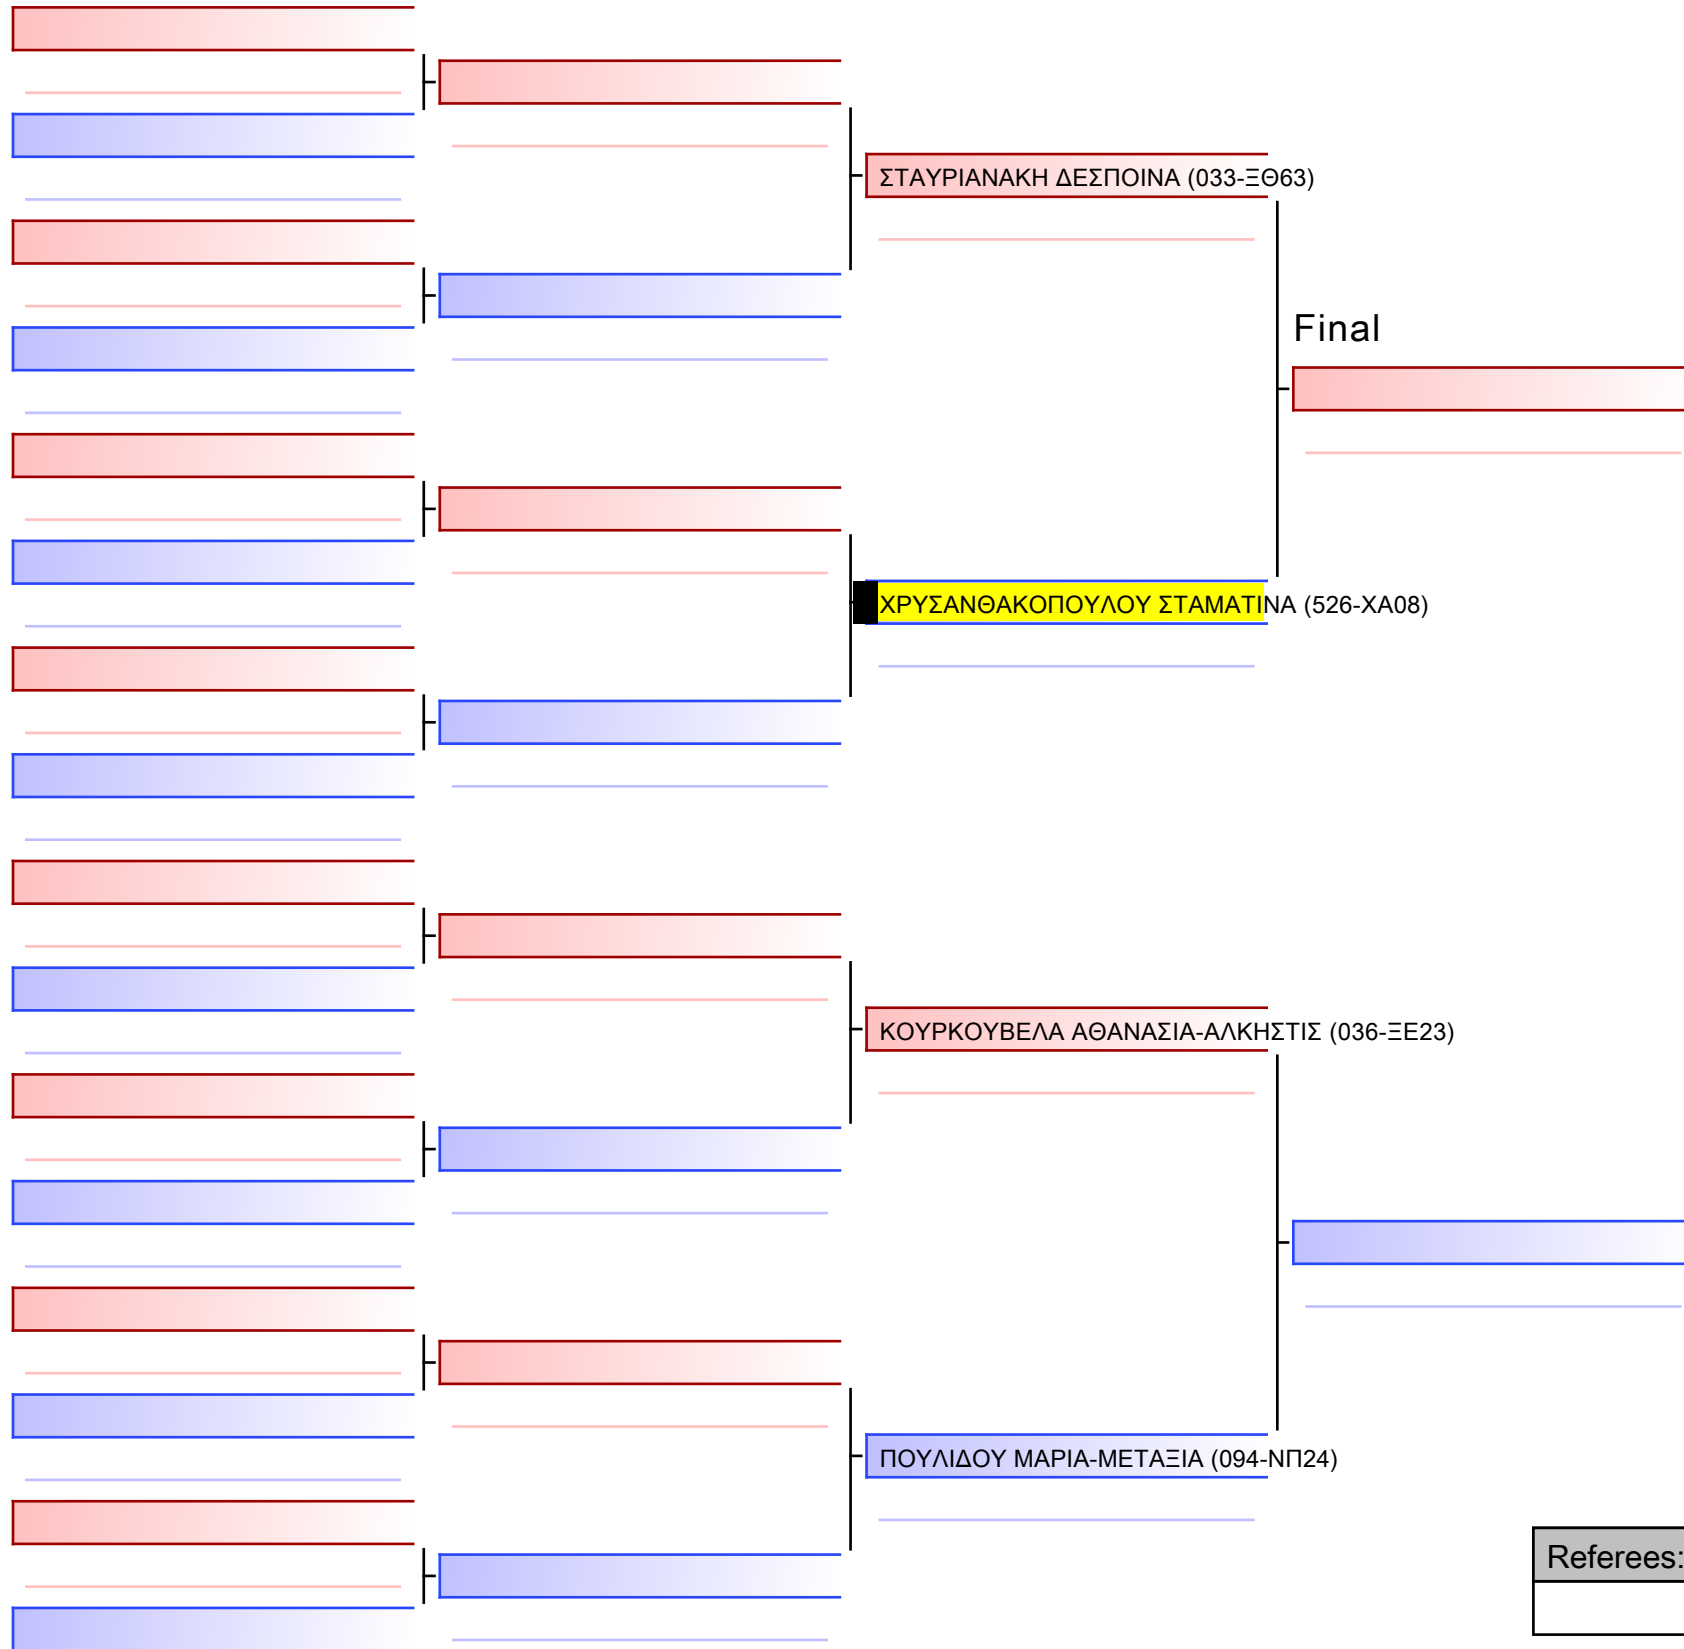 ΣΤΑΥΡΙΑΝΑΚΗ ΔΕΣΠΟΙΝΑ (033-ΞΘ63)
Final
ΧΡΥΣΑΝΘΑΚΟΠΟΥΛΟΥ ΣΤΑΜΑΤΙΝΑ (526-ΧΑ08)
ΚΟΥΡΚΟΥΒΕΛΑ ΑΘΑΝΑΣΙΑ-ΑΛΚΗΣΤΙΣ (036-ΞΕ23)
ΠΟΥΛΙΔΟΥ ΜΑΡΙΑ-ΜΕΤΑΞΙΑ (094-ΝΠ24)
Referees: